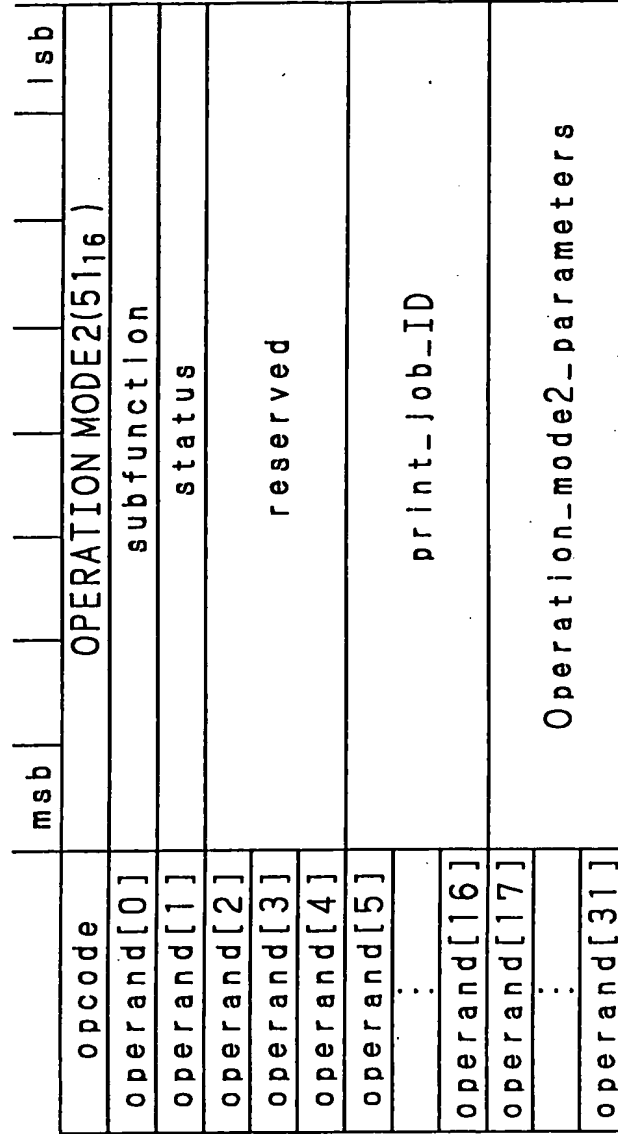 msb lsb
opcode OPERATION MODE2(51₁₆ )
operand[0] subfunction
operand[1] status
operand[2]
operand[3] reserved
operand[4]
operand[5]
⋮ print_job_ID
operand[16]
operand[17]
⋮ Operation_mode2_parameters
operand[31]